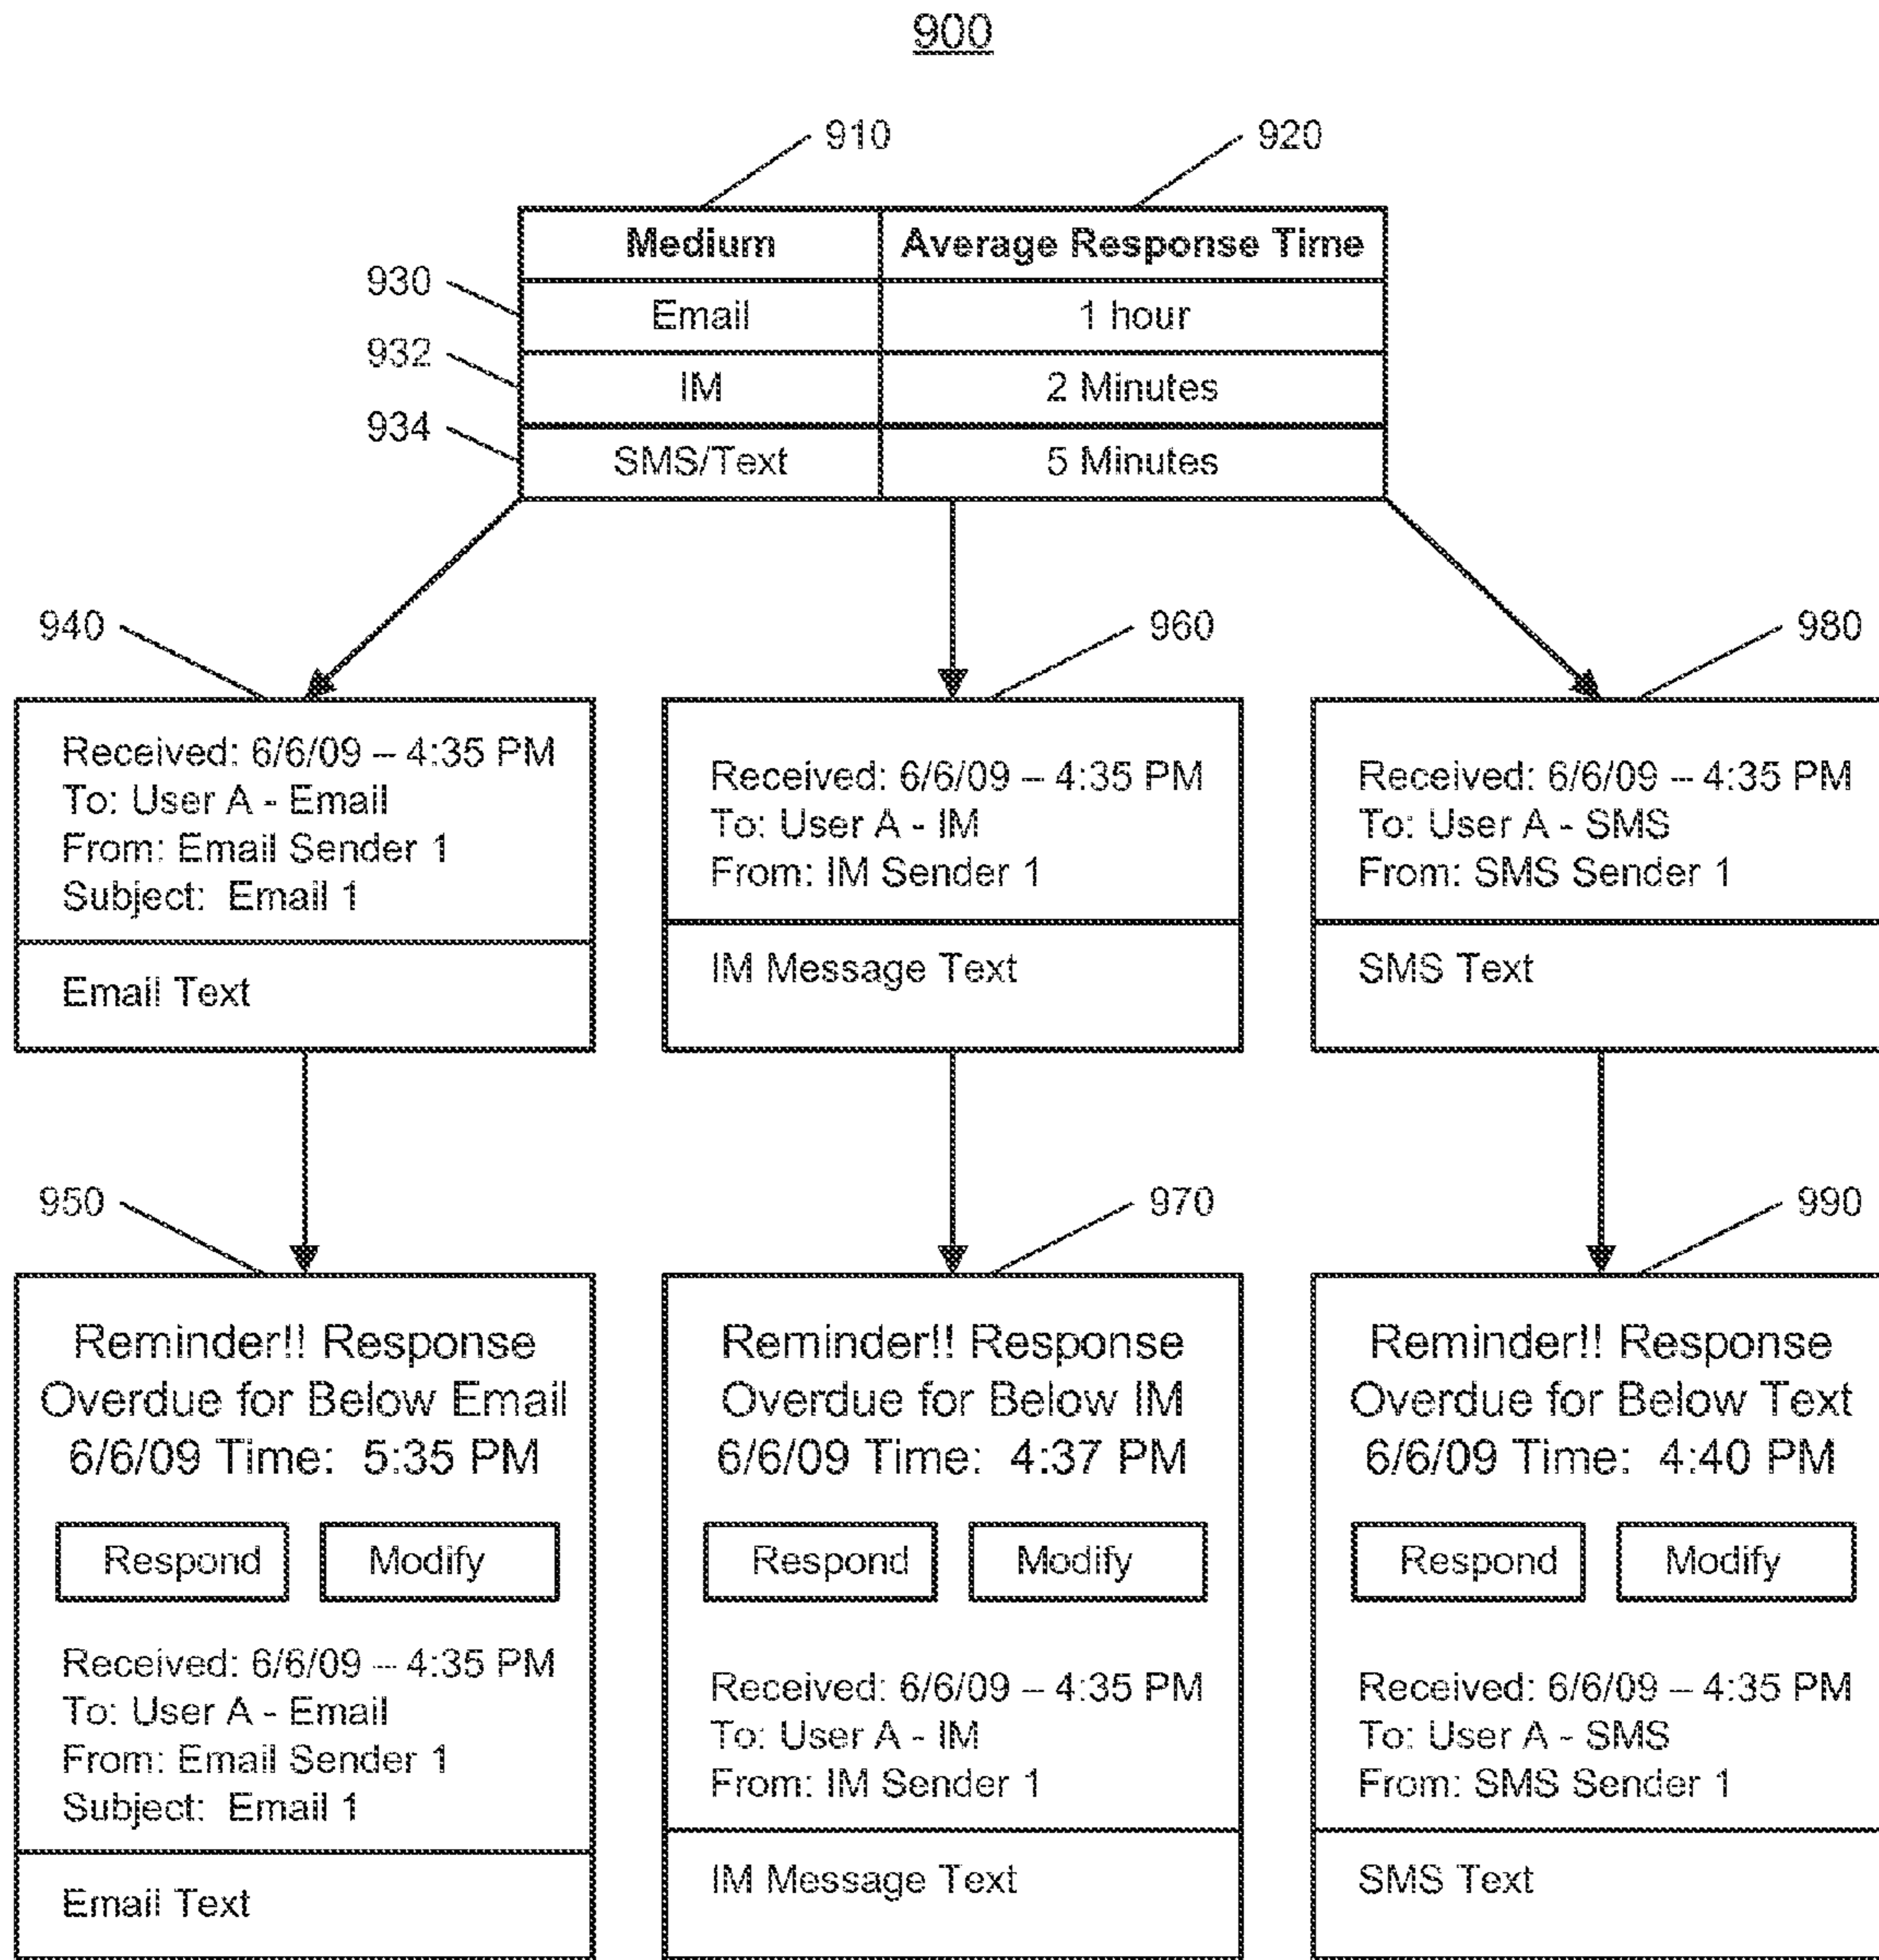 900
910
920
Medium Average Response Time
930
Email 1 hour
932
IM 2 Minutes
934
SMS/Text 5 Minutes
940
Received: 6/6/09 – 4:35 PM
To: User A - Email
From: Email Sender 1
Subject: Email 1
Email Text
960
Received: 6/6/09 – 4:35 PM
To: User A - IM
From: IM Sender 1
IM Message Text
980
Received: 6/6/09 – 4:35 PM
To: User A - SMS
From: SMS Sender 1
SMS Text
950
Reminder!! Response
Overdue for Below Email
6/6/09 Time: 5:35 PM
Respond Modify
Received: 6/6/09 – 4:35 PM
To: User A - Email
From: Email Sender 1
Subject: Email 1
Email Text
970
Reminder!! Response
Overdue for Below IM
6/6/09 Time: 4:37 PM
Respond Modify
Received: 6/6/09 – 4:35 PM
To: User A - IM
From: IM Sender 1
IM Message Text
990
Reminder!! Response
Overdue for Below Text
6/6/09 Time: 4:40 PM
Respond Modify
Received: 6/6/09 – 4:35 PM
To: User A - SMS
From: SMS Sender 1
SMS Text